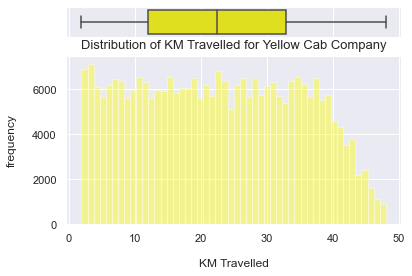 Distribution of KM Travelled for Yellow Cab Company
6000
4000
2000
0
frequency
0 10 20 30 40 50
KM Travelled